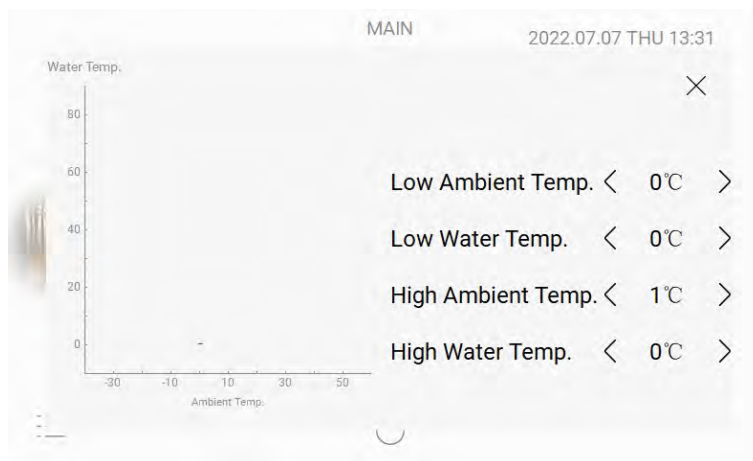 MAIN
2022.07.07 THU 13:31
Water Temp.
80
60
40
20
0
-30 -10 10 30 50
Ambient Temp.
Low Ambient Temp. < 0℃ >
Low Water Temp. < 0℃ >
High Ambient Temp. < 1℃ >
High Water Temp. < 0℃ >